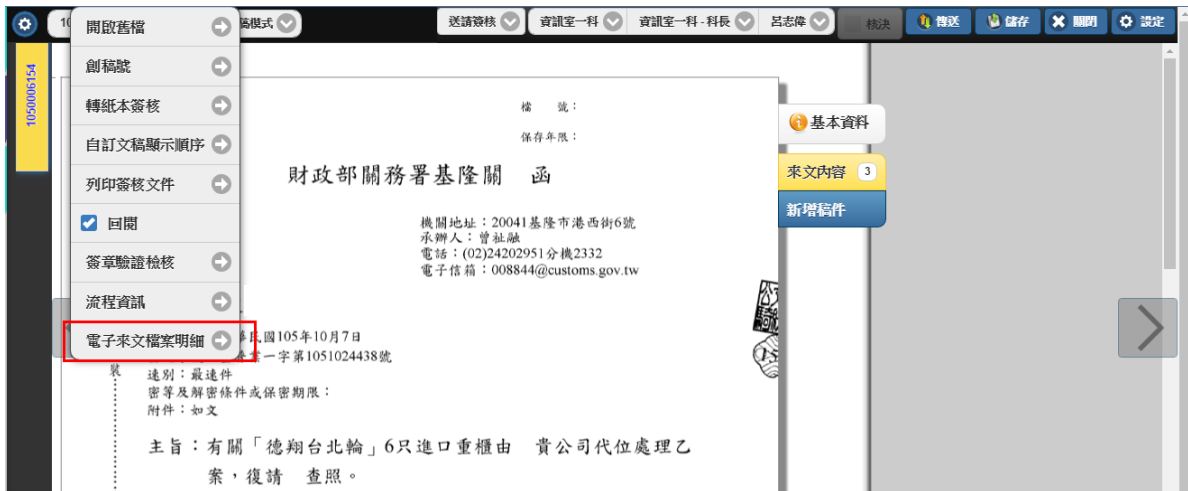 10
稿模式
送請簽核
資訊室一科
資訊室一科-科長
呂志偉
核決
傳送
儲存
關閉
設定
1050006154
開啟舊檔
創稿號
轉紙本簽核
自訂文稿顯示順序
列印簽核文件
回閱
簽章驗證檢核
流程資訊
電子來文檔案明細
檔　　號：
保存年限：
財政部關務署基隆關　函
機關地址：20041基隆市港西街6號
承辦人：曾祉融
電話：(02)24202951分機2332
電子信箱：008844@customs.gov.tw
民國105年10月7日
業一字第1051024438號
速別：最速件
密等及解密條件或保密期限：
附件：如文
裝
主旨：有關「德翔台北輪」6只進口重櫃由　貴公司代位處理乙
案，復請　查照。
基本資料
來文內容 3
新增稿件